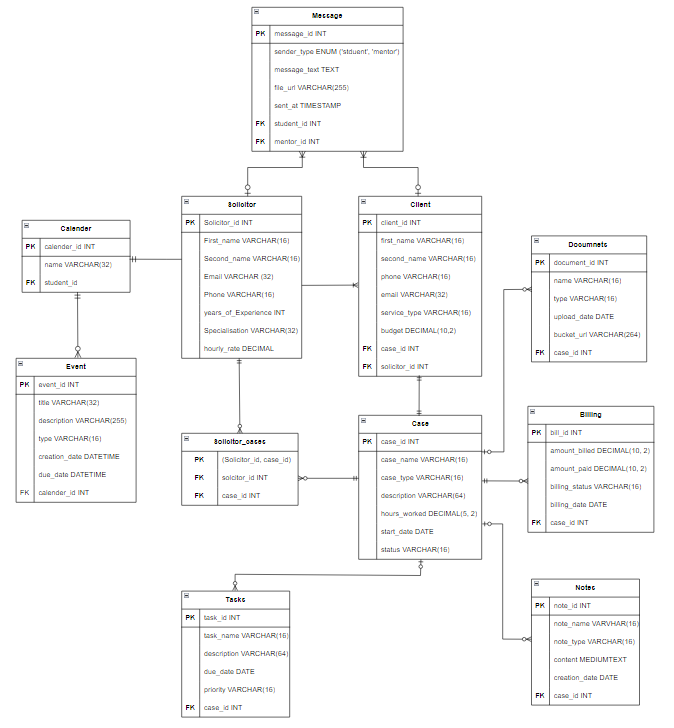 Message
PK message_id INT
sender_type ENUM ('stduent', 'mentor')
message_text TEXT
file_url VARCHAR(255)
sent_at TIMESTAMP
FK student_id INT
FK mentor_id INT
Solicitor
PK Solicitor_id INT
First_name VARCHAR(16)
Second_name VARCHAR(16)
Email VARCHAR (32)
Phone VARCHAR(16)
years_of_Experience INT
Specialisation VARCHAR(32)
hourly_rate DECIMAL
Client
PK client_id INT
first_name VARCHAR(16)
second_name VARCHAR(16)
phone VARCHAR(16)
email VARCHAR(32)
service_type VARCHAR(16)
budget DECIMAL(10,2)
FK case_id INT
FK solicitor_id INT
Calender
PK calender_id INT
name VARCHAR(32)
FK student_id
Documnets
PK document_id INT
name VARCHAR(16)
type VARCHAR(16)
upload_date DATE
bucket_url VARCHAR(264)
FK case_id INT
Event
PK event_id INT
title VARCHAR(32)
description VARCHAR(255)
type VARCHAR(16)
creation_date DATETIME
due_date DATETIME
FK calender_id INT
Solicitor_cases
PK (Solicitor_id, case_id)
FK solcitor_id INT
FK case_id INT
Case
PK case_id INT
case_name VARCHAR(16)
case_type VARCHAR(16)
description VARCHAR(64)
hours_worked DECIMAL(5, 2)
start_date DATE
status VARCHAR(16)
Billing
PK bill_id INT
amount_billed DECIMAL(10, 2)
amount_paid DECIMAL(10, 2)
billing_status VARCHAR(16)
billing_date DATE
FK case_id INT
Tasks
PK task_id INT
task_name VARCHAR(16)
description VARCHAR(64)
due_date DATE
priority VARCHAR(16)
FK case_id INT
Notes
PK note_id INT
note_name VARVHAR(16)
note_type VARCHAR(16)
content MEDIUMTEXT
creation_date DATE
FK case_id INT